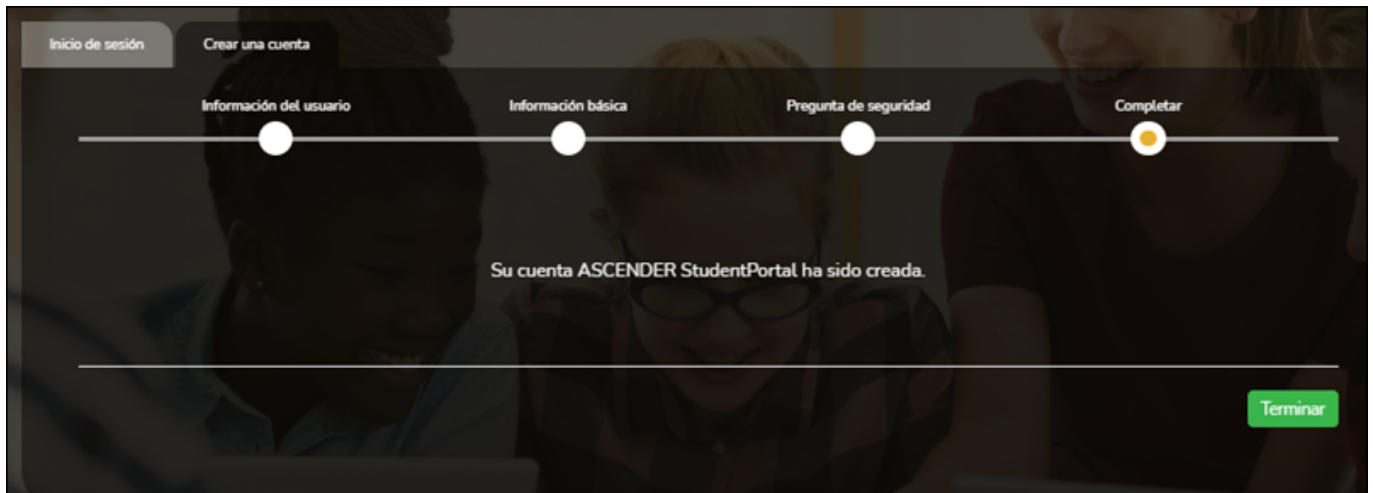 Inicio de sesión
Crear una cuenta
Información del usuario
Información básica
Pregunta de seguridad
Completar
Su cuenta ASCENDER StudentPortal ha sido creada.
Terminar